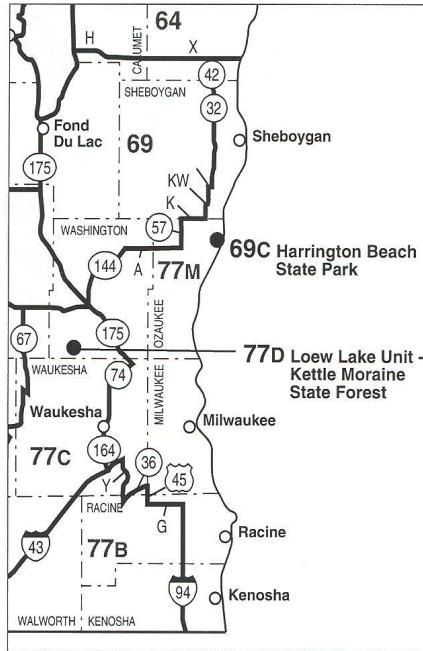 64
H
X
CALUMET
42
SHEBOYGAN
32
Fond
Du Lac
69
Sheboygan
175
KW
K
57
WASHINGTON
69C Harrington Beach
State Park
144
A
77M
OZAUKEE
175
67
77D Loew Lake Unit -
Kettle Moraine
State Forest
WAUKESHA
74
MILWAUKEE
Waukesha
Milwaukee
164
36
77C
45
Y
RACINE
G
43
77B
Racine
94
Kenosha
WALWORTH
KENOSHA